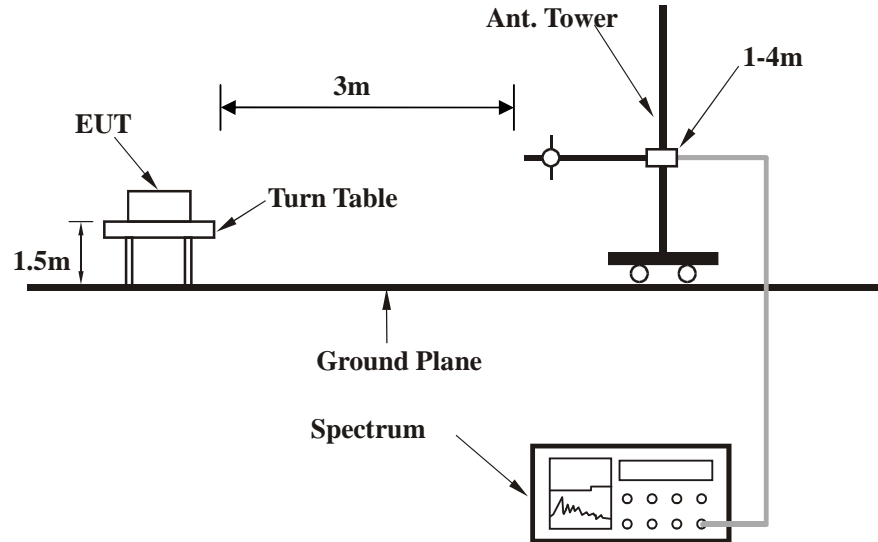 Ant. Tower
1-4m
3m
EUT
Turn Table
1.5m
Ground Plane
Spectrum